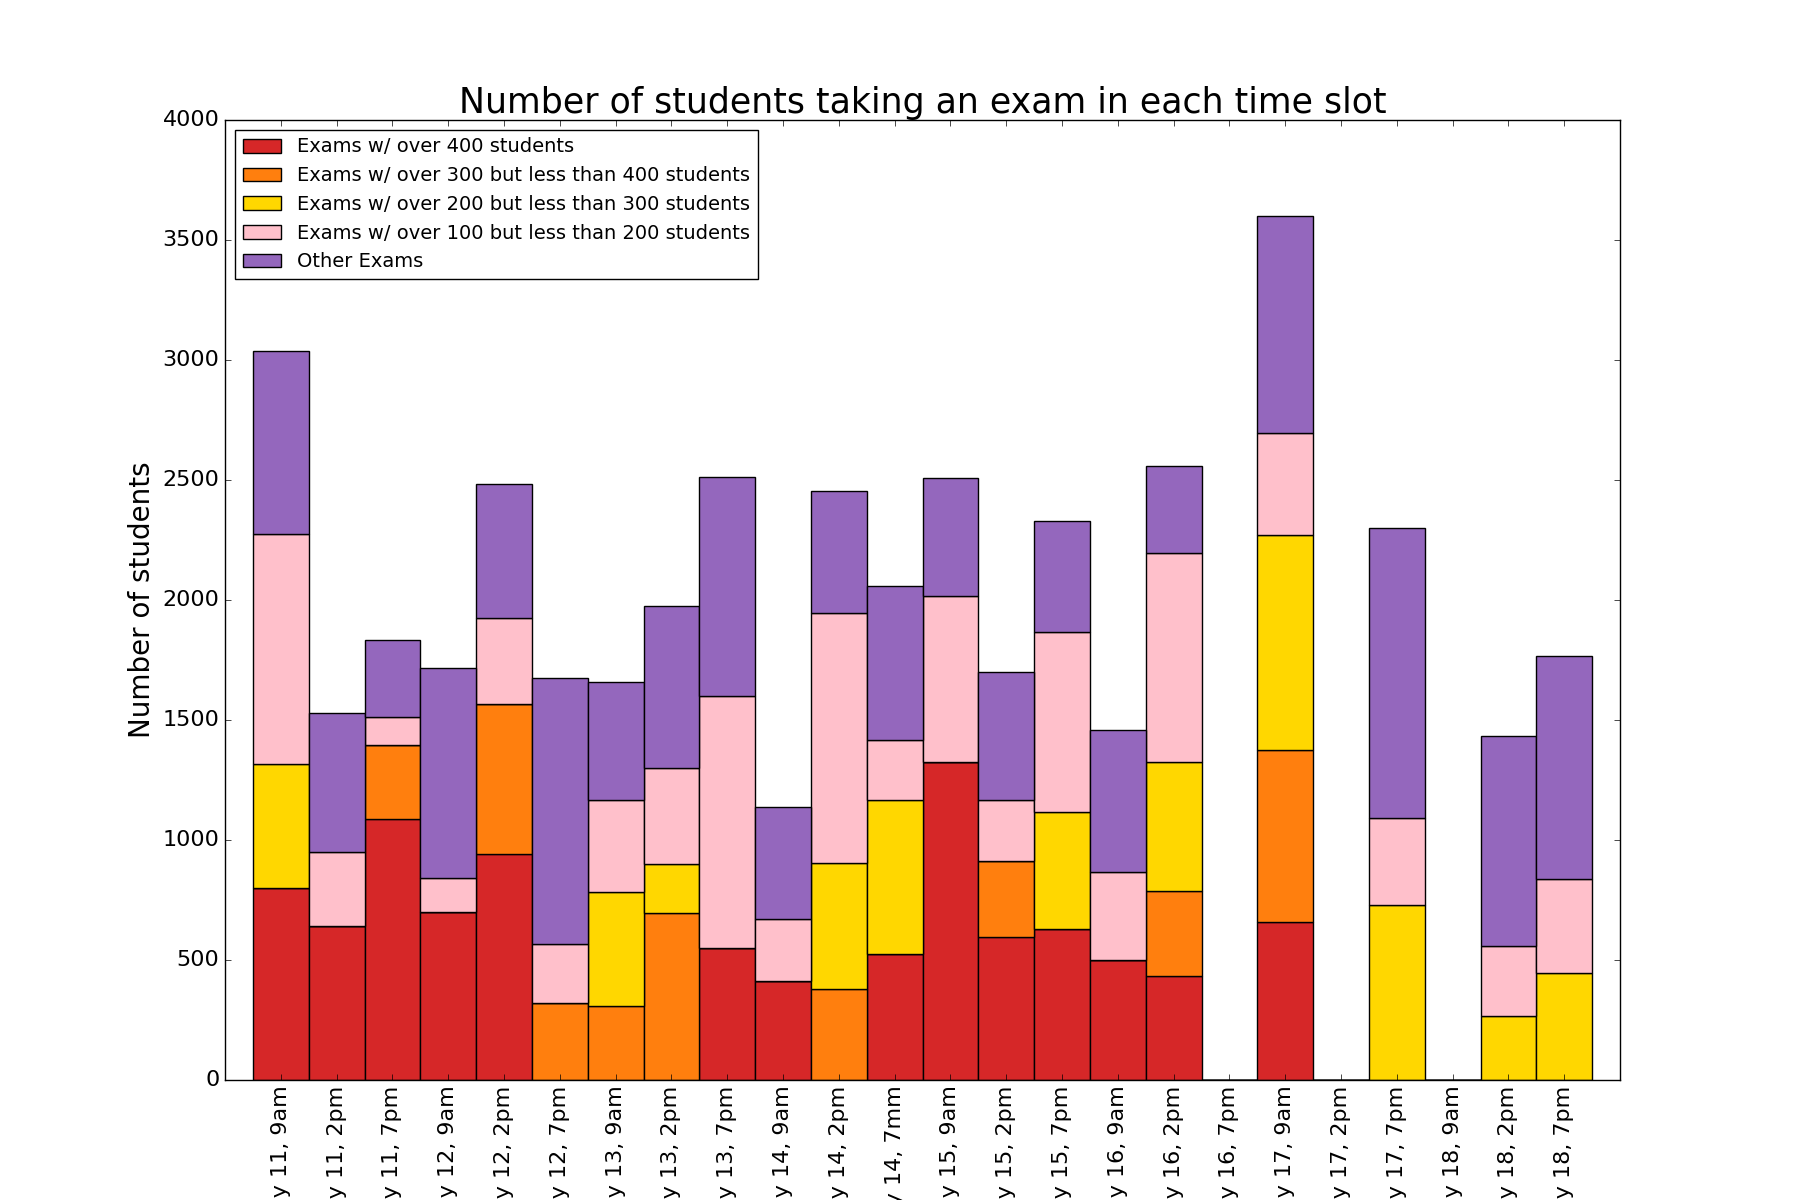 Number of students taking an exam in each time slot
Exams w/ over 400 students
Exams w/ over 300 but less than 400 students
Exams w/ over 200 but less than 300 students
Exams w/ over 100 but less than 200 students
Other Exams
Number of students
4000
3500
3000
2500
2000
1500
1000
500
0
y 11, 9am
y 11, 2pm
y 11, 7pm
y 12, 9am
y 12, 2pm
y 12, 7pm
y 13, 9am
y 13, 2pm
y 13, 7pm
y 14, 9am
y 14, 2pm
y 14, 7mm
y 15, 9am
y 15, 2pm
y 15, 7pm
y 16, 9am
y 16, 2pm
y 16, 7pm
y 17, 9am
y 17, 2pm
y 17, 7pm
y 18, 9am
y 18, 2pm
y 18, 7pm